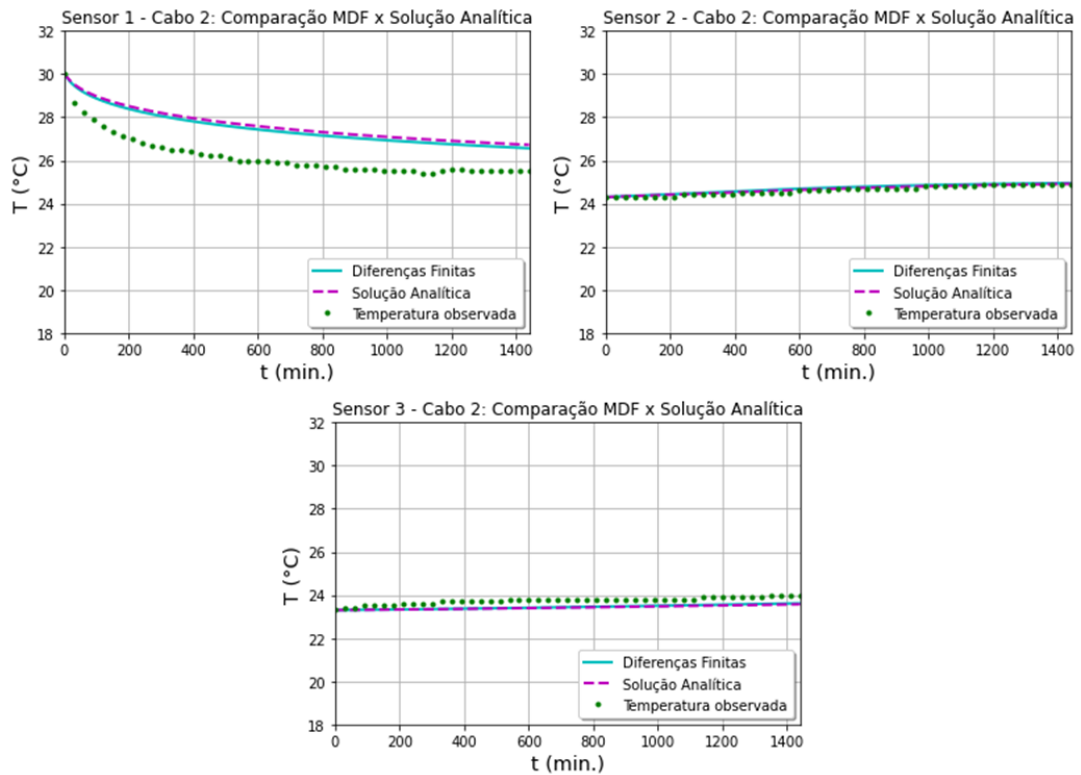 Sensor 1 - Cabo 2: Comparação MDF x Solução Analítica
32
30
28
26
24
22
20
18
T (°C)
0 200 400 600 800 1000 1200 1400
t (min.)
Diferenças Finitas
Solução Analítica
Temperatura observada
Sensor 2 - Cabo 2: Comparação MDF x Solução Analítica
32
30
28
26
24
22
20
18
T (°C)
0 200 400 600 800 1000 1200 1400
t (min.)
Diferenças Finitas
Solução Analítica
Temperatura observada
Sensor 3 - Cabo 2: Comparação MDF x Solução Analítica
32
30
28
26
24
22
20
18
T (°C)
0 200 400 600 800 1000 1200 1400
t (min.)
Diferenças Finitas
Solução Analítica
Temperatura observada